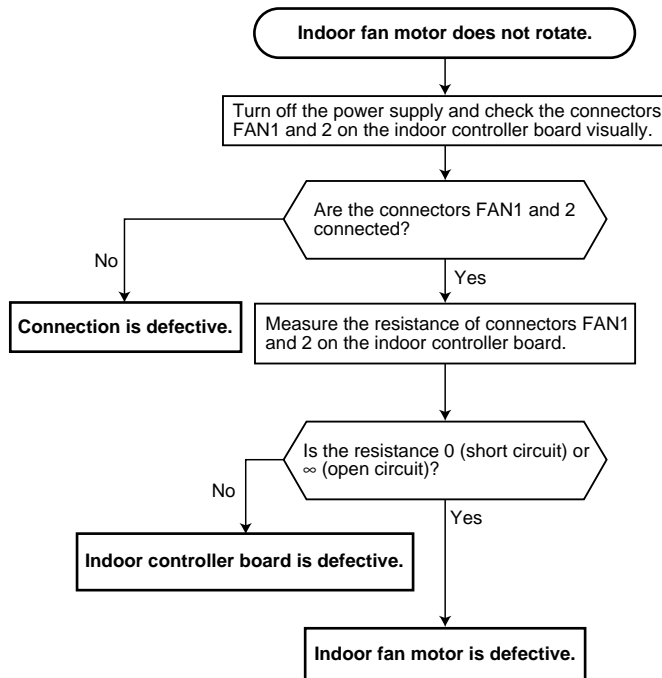 Indoor fan motor does not rotate.
Turn off the power supply and check the connectors
FAN1 and 2 on the indoor controller board visually.
Are the connectors FAN1 and 2
connected?
No
Yes
Connection is defective.
Measure the resistance of connectors FAN1
and 2 on the indoor controller board.
Is the resistance 0 (short circuit) or
∞ (open circuit)?
No
Yes
Indoor controller board is defective.
Indoor fan motor is defective.